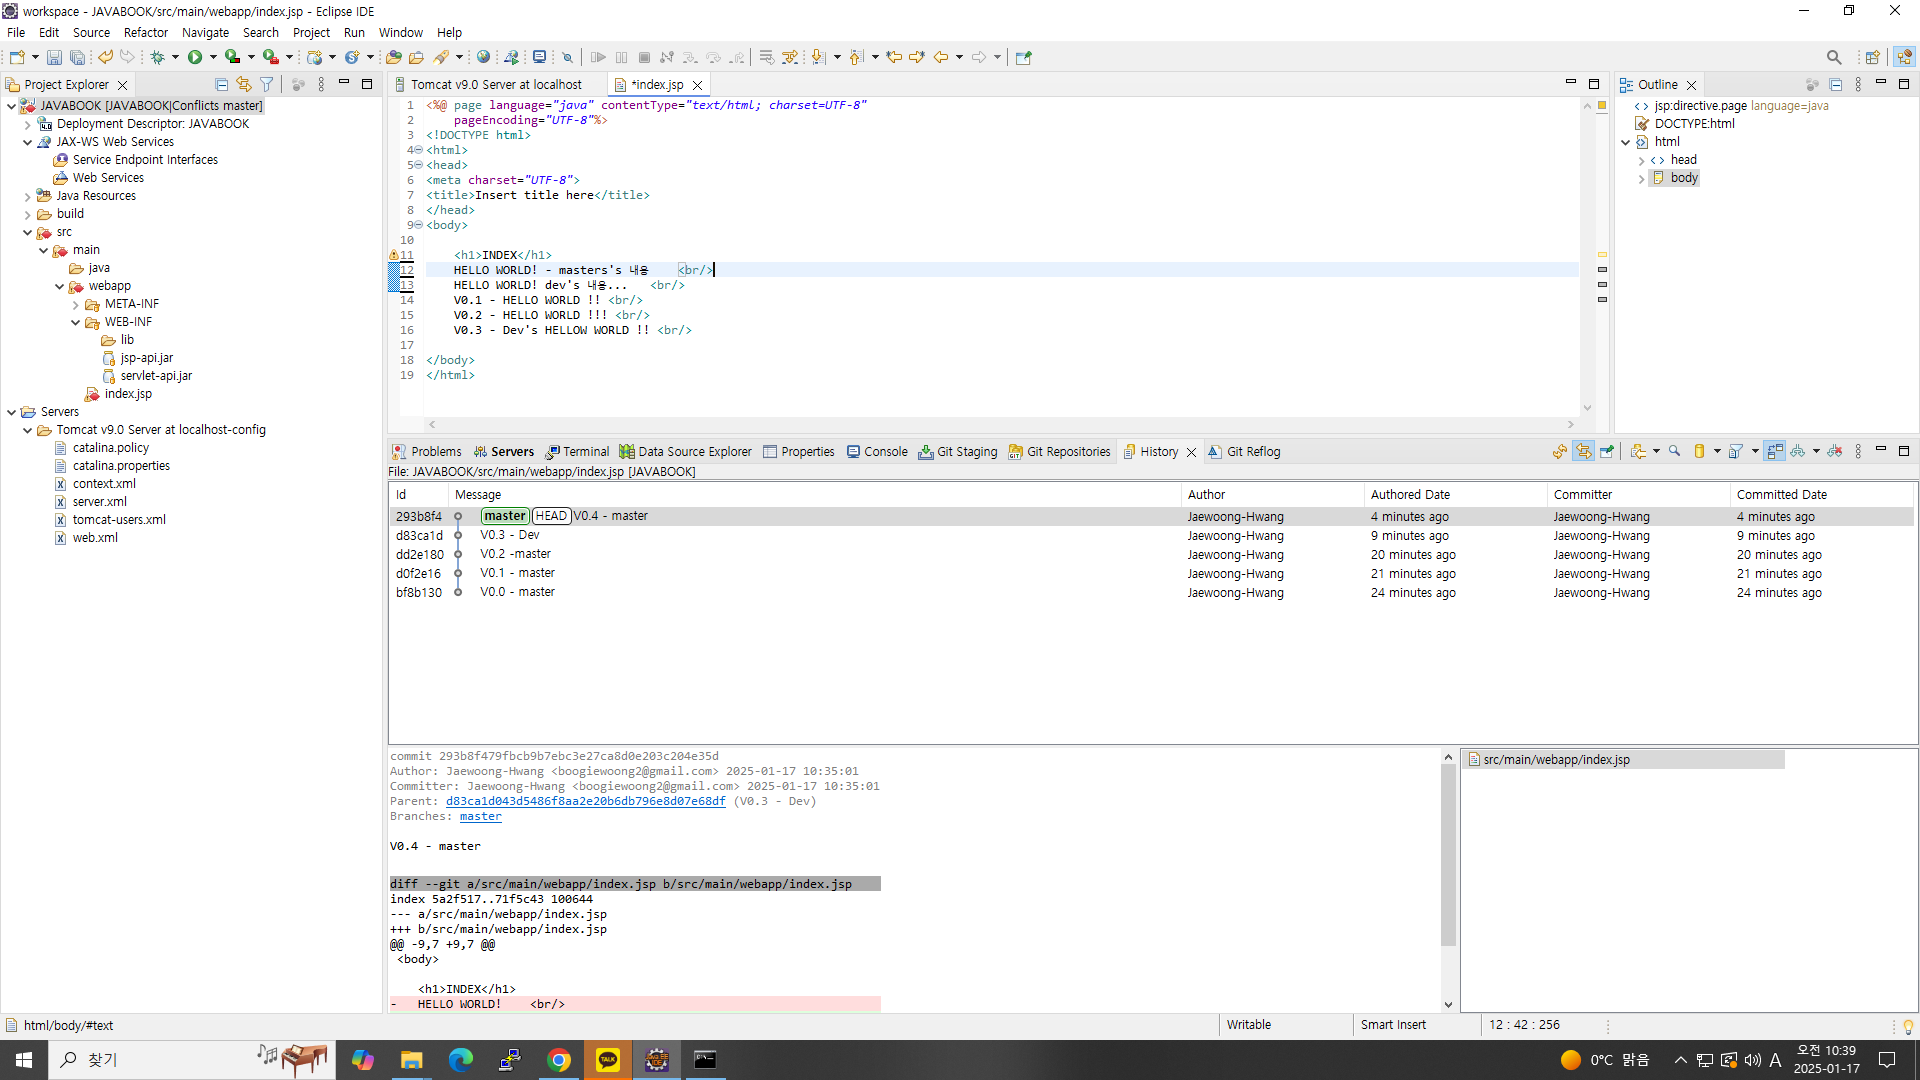 workspace - JAVABOOK/src/main/webapp/index.jsp - Eclipse IDE
File Edit Source Refactor Navigate Search Project Run Window Help
Project Explorer
JAVABOOK [JAVABOOK|Conflicts master]
Deployment Descriptor: JAVABOOK
JAX-WS Web Services
Service Endpoint Interfaces
Web Services
Java Resources
build
src
main
java
webapp
META-INF
WEB-INF
lib
jsp-api.jar
servlet-api.jar
index.jsp
Servers
Tomcat v9.0 Server at localhost-config
catalina.policy
catalina.properties
context.xml
server.xml
tomcat-users.xml
web.xml
Tomcat v9.0 Server at localhost *index.jsp
1 <%@ page language="java" contentType="text/html; charset=UTF-8"
2 pageEncoding="UTF-8"%>
3 <!DOCTYPE html>
4 <html>
5 <head>
6 <meta charset="UTF-8">
7 <title>Insert title here</title>
8 </head>
9 <body>
10
11 <h1>INDEX</h1>
12 HELLO WORLD! - masters's 내용 <br/>
13 HELLO WORLD! dev's 내용... <br/>
14 V0.1 - HELLO WORLD !! <br/>
15 V0.2 - HELLO WORLD !!! <br/>
16 V0.3 - Dev's HELLOW WORLD !! <br/>
17
18 </body>
19 </html>
Outline
jsp:directive.page language=java
DOCTYPE:html
html
head
body
Problems Servers Terminal Data Source Explorer Properties Console Git Staging Git Repositories History Git Reflog
File: JAVABOOK/src/main/webapp/index.jsp [JAVABOOK]
Id Message Author Authored Date Committer Committed Date
293b8f4 master HEAD V0.4 - master Jaewoong-Hwang 4 minutes ago Jaewoong-Hwang 4 minutes ago
d83ca1d V0.3 - Dev Jaewoong-Hwang 9 minutes ago Jaewoong-Hwang 9 minutes ago
dd2e180 V0.2 -master Jaewoong-Hwang 20 minutes ago Jaewoong-Hwang 20 minutes ago
d0f2e16 V0.1 - master Jaewoong-Hwang 21 minutes ago Jaewoong-Hwang 21 minutes ago
bf8b130 V0.0 - master Jaewoong-Hwang 24 minutes ago Jaewoong-Hwang 24 minutes ago
commit 293b8f479fbcb9b7ebc3e27ca8d0e203c204e35d
Author: Jaewoong-Hwang <boogiewoong2@gmail.com> 2025-01-17 10:35:01
Committer: Jaewoong-Hwang <boogiewoong2@gmail.com> 2025-01-17 10:35:01
Parent: d83ca1d043d5486f8aa2e20b6db796e8d07e68df (V0.3 - Dev)
Branches: master
V0.4 - master
diff --git a/src/main/webapp/index.jsp b/src/main/webapp/index.jsp
index 5a2f517..71f5c43 100644
--- a/src/main/webapp/index.jsp
+++ b/src/main/webapp/index.jsp
@@ -9,7 +9,7 @@
<body>
<h1>INDEX</h1>
- HELLO WORLD! <br/>
src/main/webapp/index.jsp
html/body/#text Writable Smart Insert 12 : 42 : 256
찾기
TALK
0°C 맑음
A
오전 10:39
2025-01-17